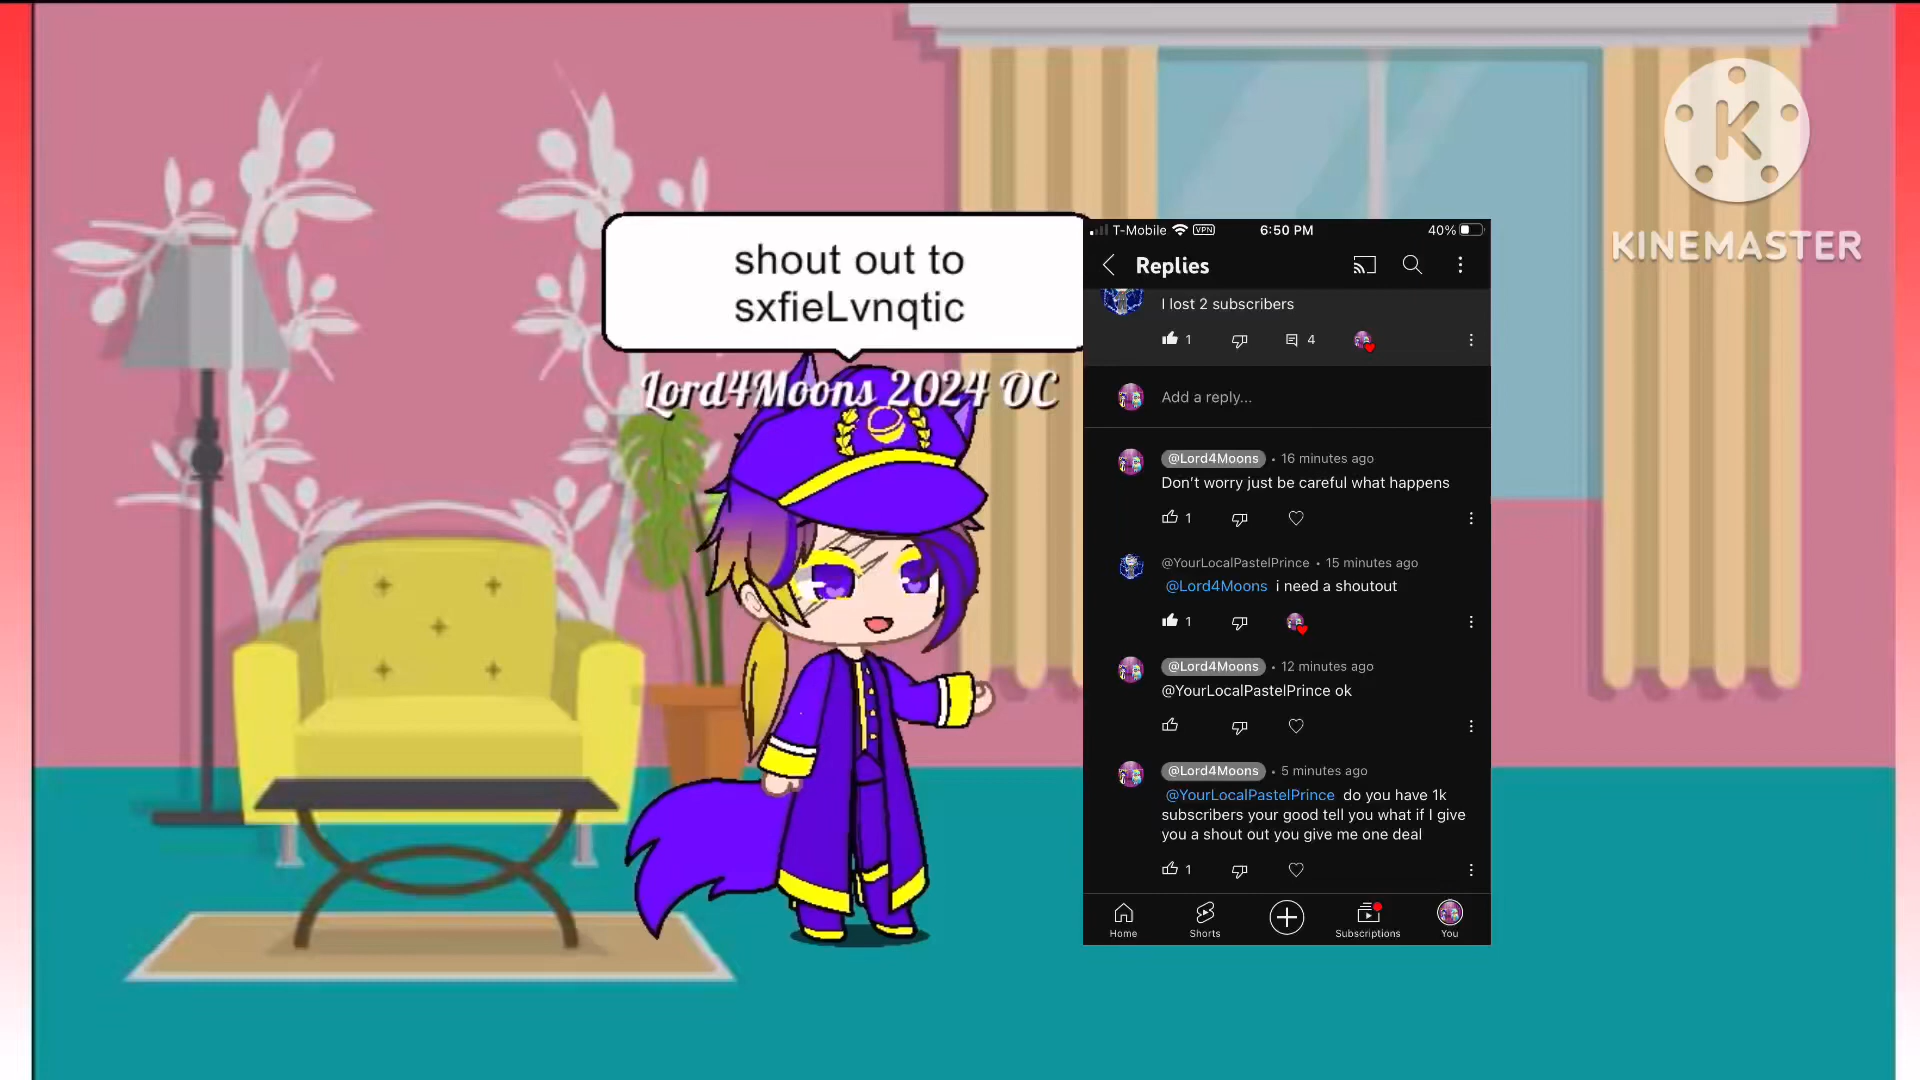 shout out to
sxfieLvnqtic
Lord4Moons 2024 OC
K
KINEMASTER
T-Mobile VPN 6:50 PM 40%
Replies
I lost 2 subscribers
1 4
Add a reply...
@Lord4Moons • 16 minutes ago
Don't worry just be careful what happens
1
@YourLocalPastelPrince • 15 minutes ago
@Lord4Moons i need a shoutout
1
@Lord4Moons • 12 minutes ago
@YourLocalPastelPrince ok
@Lord4Moons • 5 minutes ago
@YourLocalPastelPrince do you have 1k
subscribers your good tell you what if I give
you a shout out you give me one deal
1
Home Shorts Subscriptions You